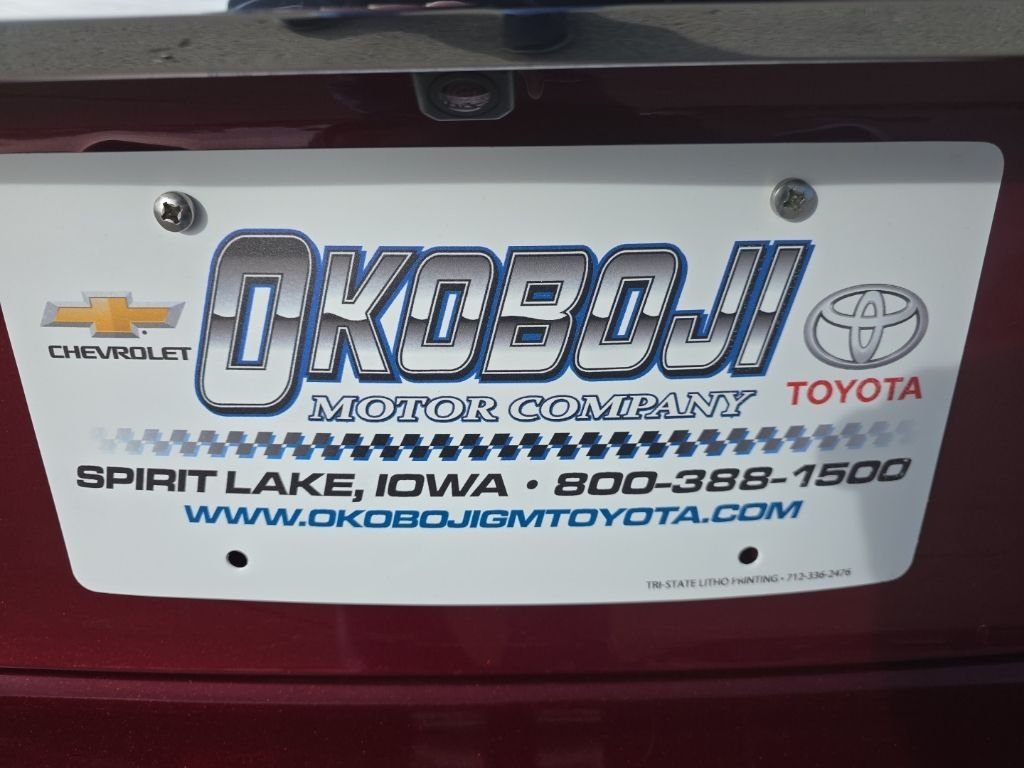 OKOBOJI
CHEVROLET
TOYOTA
MOTOR COMPANY
SPIRIT LAKE, IOWA • 800-388-1500
WWW.OKOBOJIGMTOYOTA.COM
TRI-STATE LITHO PRINTING • 712-336-2476